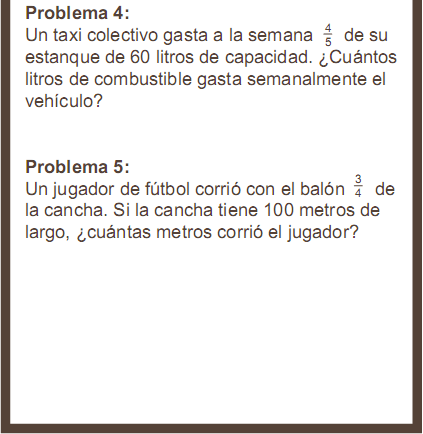 Problema 4:
Un taxi colectivo gasta a la semana 4/5 de su
estanque de 60 litros de capacidad. ¿Cuántos
litros de combustible gasta semanalmente el
vehículo?
Problema 5:
Un jugador de fútbol corrió con el balón 3/4 de
la cancha. Si la cancha tiene 100 metros de
largo, ¿cuántas metros corrió el jugador?